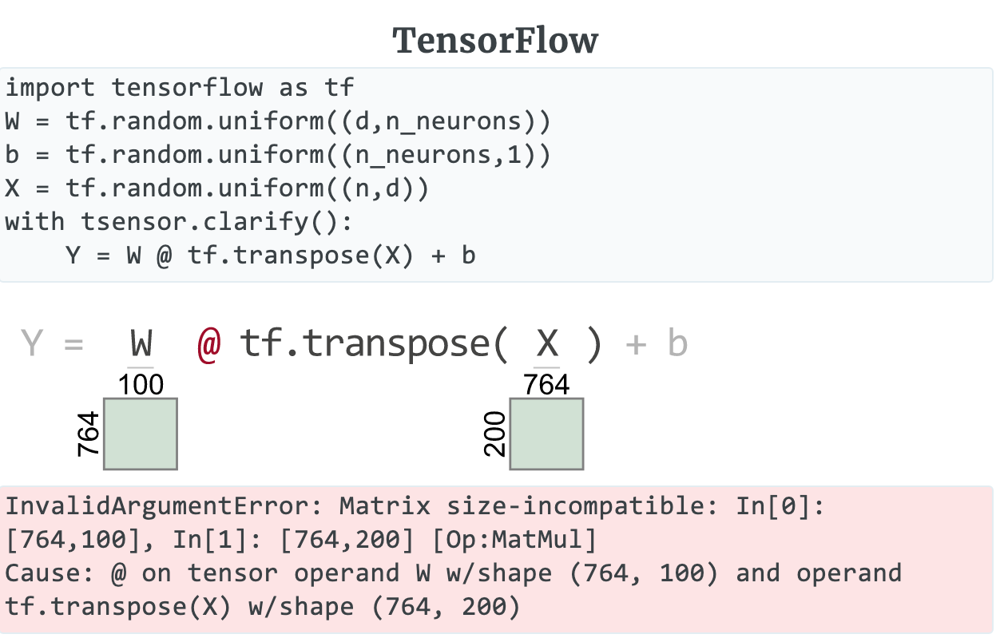 TensorFlow
import tensorflow as tf
W = tf.random.uniform((d,n_neurons))
b = tf.random.uniform((n_neurons,1))
X = tf.random.uniform((n,d))
with tsensor.clarify():
    Y = W @ tf.transpose(X) + b
Y = W @ tf.transpose( X ) + b
100 764
764 200
InvalidArgumentError: Matrix size-incompatible: In[0]:
[764,100], In[1]: [764,200] [Op:MatMul]
Cause: @ on tensor operand W w/shape (764, 100) and operand
tf.transpose(X) w/shape (764, 200)